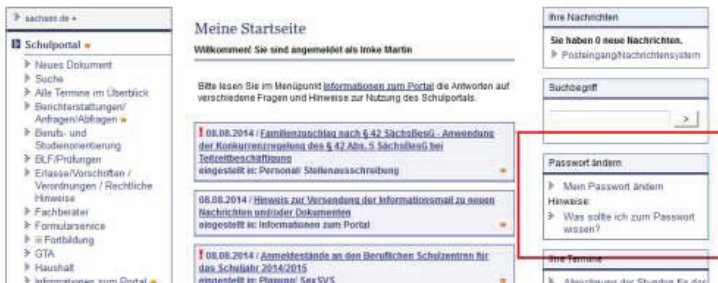 sachsen.de
Schulportal
Neues Dokument
Suche
Alle Termine im Überblick
Berichterstattungen/
Anfragen/Abfragen
Berufs- und
Studienorientierung
BLF/Prüfungen
Erlasse/Vorschriften /
Verordnungen / Rechtliche
Hinweise
Fachberater
Formularservice
iii Fortbildung
GTA
Haushalt
Informationen zum Portal
Meine Startseite
Willkommen! Sie sind angemeldet als Imke Martin
Bitte lesen Sie im Menüpunkt Informationen zum Portal die Antworten auf
verschiedene Fragen und Hinweise zur Nutzung des Schulportals.
! 08.08.2014 / Familienzuschlag nach § 42 SächsBesG - Anwendung
der Konkurrenzregelung des § 42 Abs. 5 SächsBesG bei
Teilzeitbeschäftigung
eingestellt in: Personal/ Stellenausschreibung
08.08.2014 / Hinweis zur Versendung der Informationsmail zu neuen
Nachrichten und/oder Dokumenten
eingestellt in: Informationen zum Portal
! 08.08.2014 / Anmeldestände an den Beruflichen Schulzentren für
das Schuljahr 2014/2015
eingestellt in: Planung/ SaxSVS
Ihre Nachrichten
Sie haben 0 neue Nachrichten.
Posteingang/Nachrichtensystem
Suchbegriff
>
Passwort ändern
Mein Passwort ändern
Hinweise:
Was sollte ich zum Passwort
wissen?
Ihre Termine
Abrechnung der Stunden für das